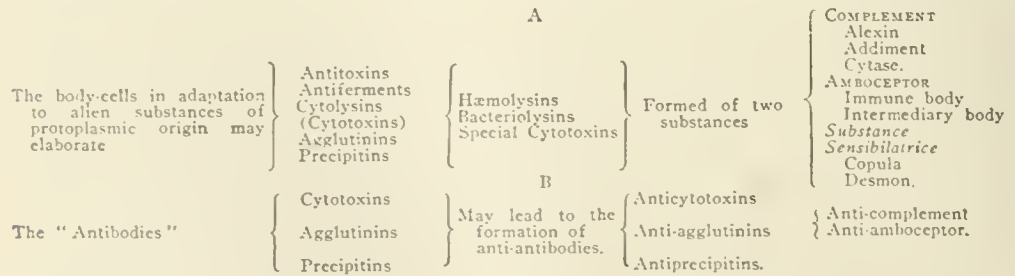 A
The body-cells in adaptation
to alien substances of
protoplasmic origin may
elaborate
Antitoxins
Antiferments
Cytolysins
(Cytotoxins)
Agglutinins
Precipitins
Hæmolysins
Bacteriolysins
Special Cytotoxins
Formed of two
substances
COMPLEMENT
Alexin
Addiment
Cytase.
AMBOCEPTOR
Immune body
Intermediary body
Substance
Sensibilatrice
Copula
Desmon.
B
The "Antibodies"
Cytotoxins
Agglutinins
Precipitins
May lead to the
formation of
anti-antibodies.
Anticytotoxins
Anti-agglutinins
Antiprecipitins.
Anti-complement
Anti-amboceptor.